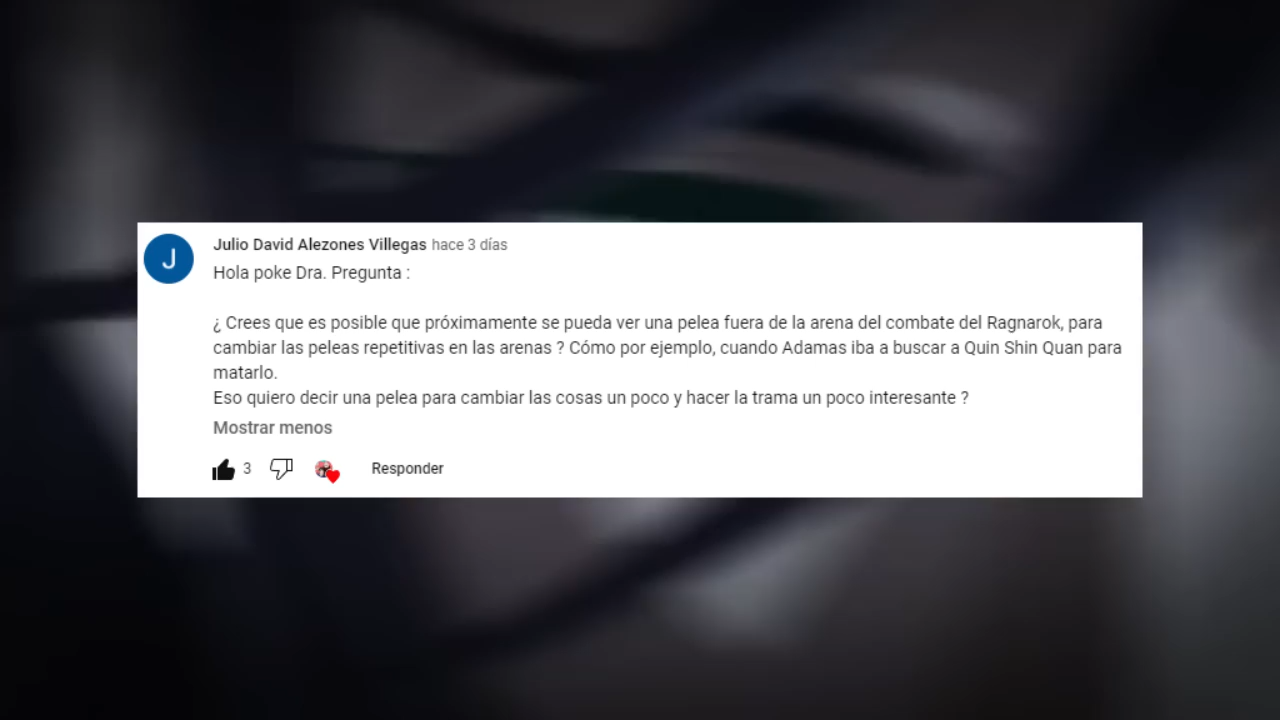 J
Julio David Alezones Villegas hace 3 días
Hola poke Dra. Pregunta :
¿ Crees que es posible que próximamente se pueda ver una pelea fuera de la arena del combate del Ragnarok, para
cambiar las peleas repetitivas en las arenas ? Cómo por ejemplo, cuando Adamas iba a buscar a Quin Shin Quan para
matarlo.
Eso quiero decir una pelea para cambiar las cosas un poco y hacer la trama un poco interesante ?
Mostrar menos
3 Responder